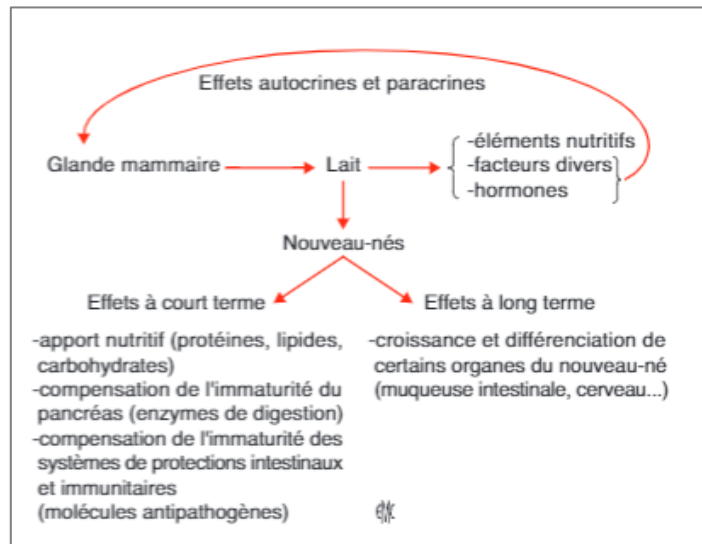 Effets autocrines et paracrines
-éléments nutritifs
Glande mammaire
Lait
-facteurs divers
-hormones
Nouveau-nés
Effets à court terme
-apport nutritif (protéines, lipides,
carbohydrates)
-compensation de l'immaturité du
pancréas (enzymes de digestion)
-compensation de l'immaturité des
systèmes de protections intestinaux
et immunitaires
(molécules antipathogènes)
Effets à long terme
-croissance et différenciation de
certains organes du nouveau-né
(muqueuse intestinale, cerveau...)